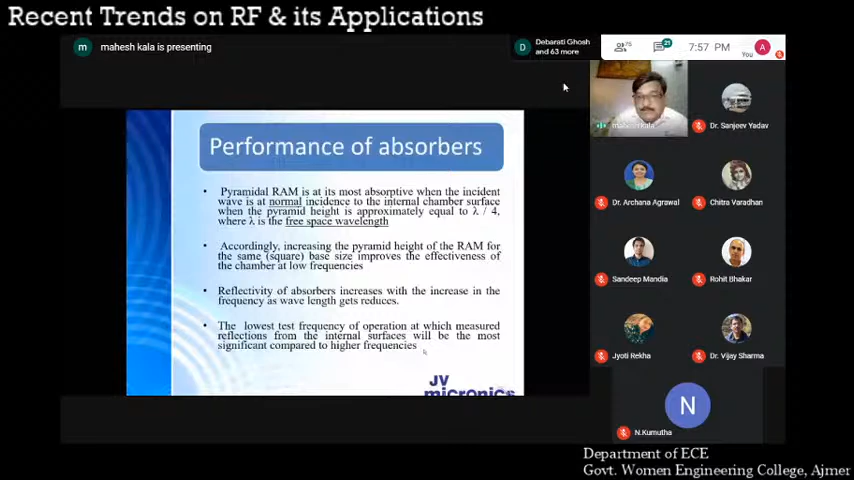 Recent Trends on RF & its Applications
m mahesh kala is presenting
D Debarati Ghosh
and 63 more
75
21
7:57 PM
You
A
Performance of absorbers
• Pyramidal RAM is at its most absorptive when the incident
wave is at normal incidence to the internal chamber surface
when the pyramid height is approximately equal to λ / 4,
where λ is the free space wavelength
• Accordingly, increasing the pyramid height of the RAM for
the same (square) base size improves the effectiveness of
the chamber at low frequencies
• Reflectivity of absorbers increases with the increase in the
frequency as wave length gets reduces.
• The lowest test frequency of operation at which measured
reflections from the internal surfaces will be the most
significant compared to higher frequencies
JV
micronics
mahesh kala
Dr. Sanjeev Yadav
Dr. Archana Agrawal
Chitra Varadhan
Sandeep Mandia
Rohit Bhakar
Jyoti Rekha
Dr. Vijay Sharma
N
N.Kumutha
Department of ECE
Govt. Women Engineering College, Ajmer